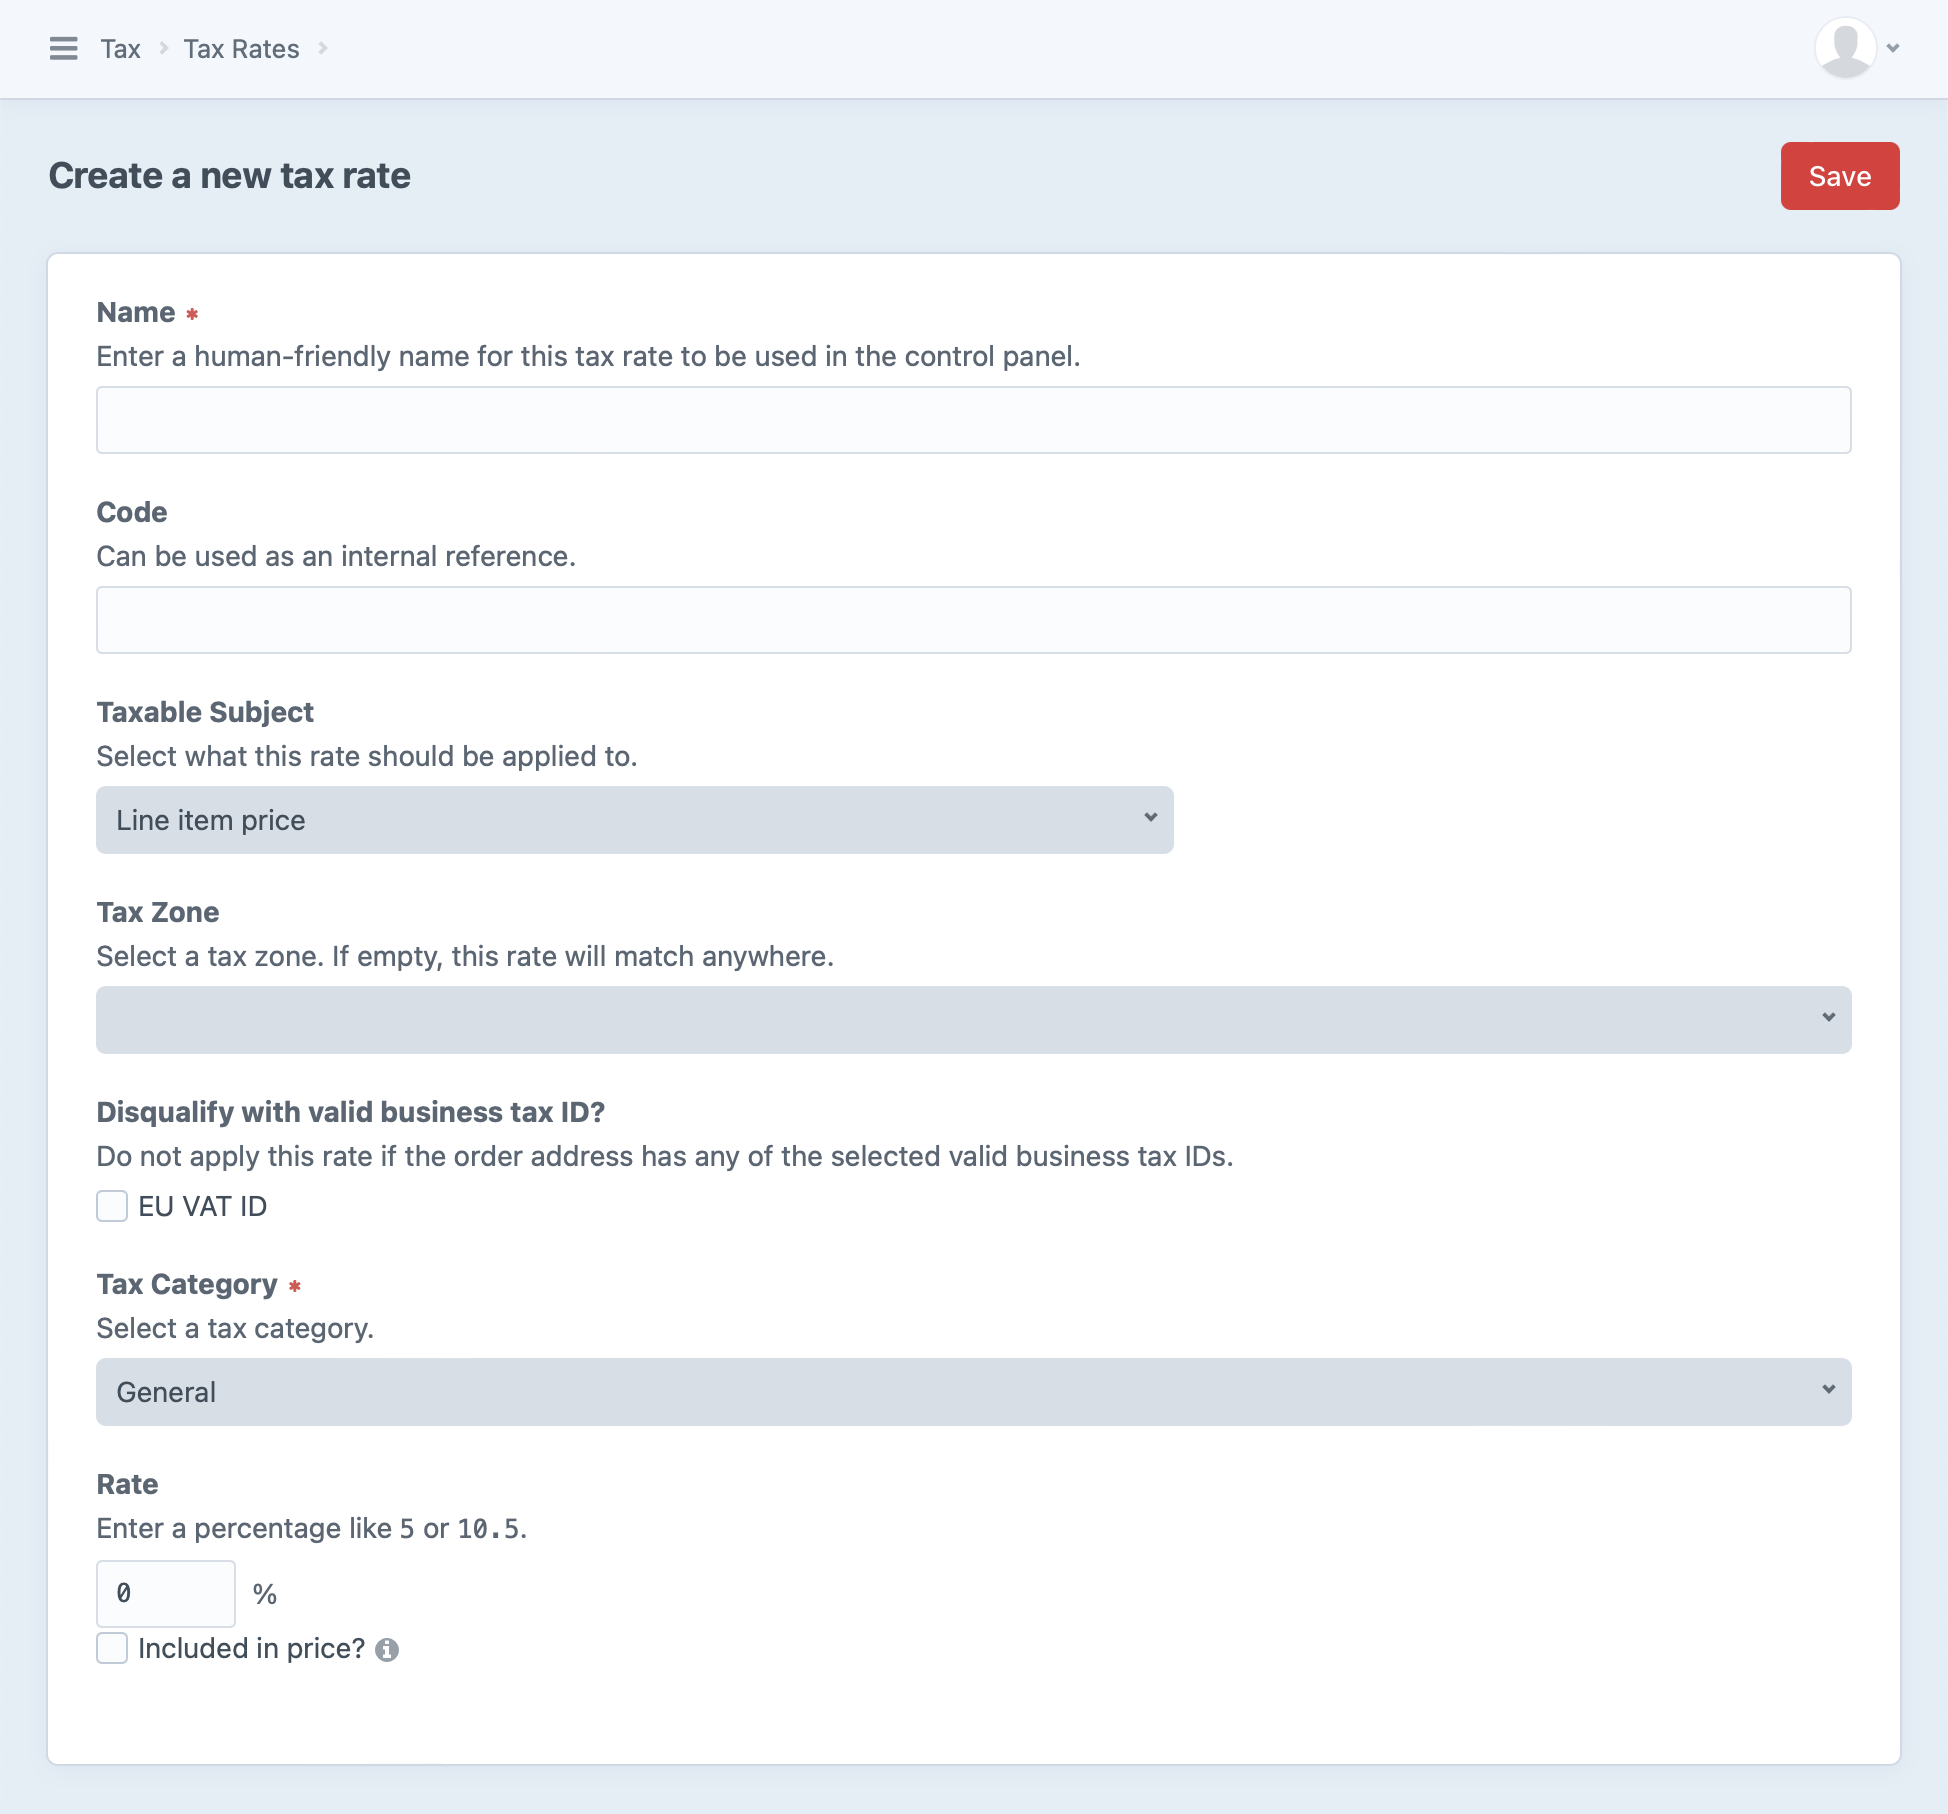 Tax Tax Rates
Create a new tax rate
Save
Name *
Enter a human-friendly name for this tax rate to be used in the control panel.
Code
Can be used as an internal reference.
Taxable Subject
Select what this rate should be applied to.
Line item price
Tax Zone
Select a tax zone. If empty, this rate will match anywhere.
Disqualify with valid business tax ID?
Do not apply this rate if the order address has any of the selected valid business tax IDs.
EU VAT ID
Tax Category *
Select a tax category.
General
Rate
Enter a percentage like 5 or 10.5.
0 %
Included in price?